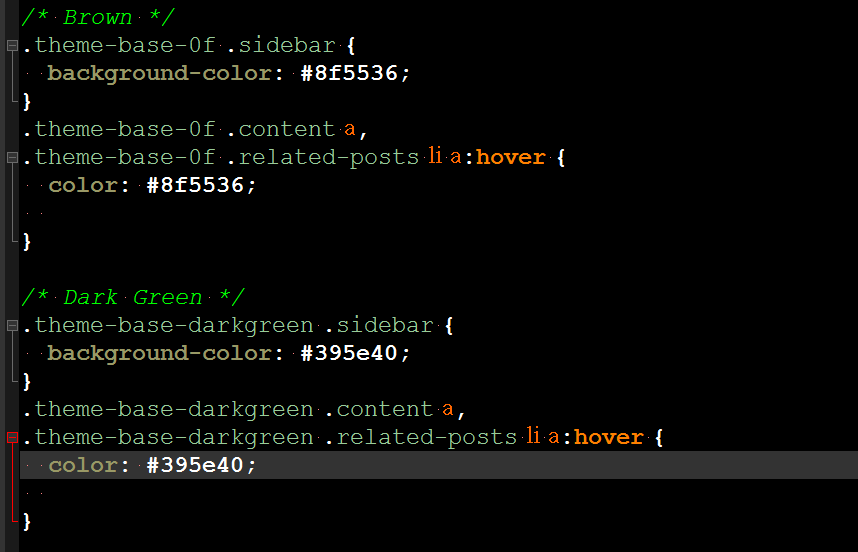 /* Brown */
.theme-base-0f .sidebar {
  background-color: #8f5536;
}
.theme-base-0f .content a,
.theme-base-0f .related-posts li a:hover {
  color: #8f5536;
}
/* Dark Green */
.theme-base-darkgreen .sidebar {
  background-color: #395e40;
}
.theme-base-darkgreen .content a,
.theme-base-darkgreen .related-posts li a:hover {
  color: #395e40;
}